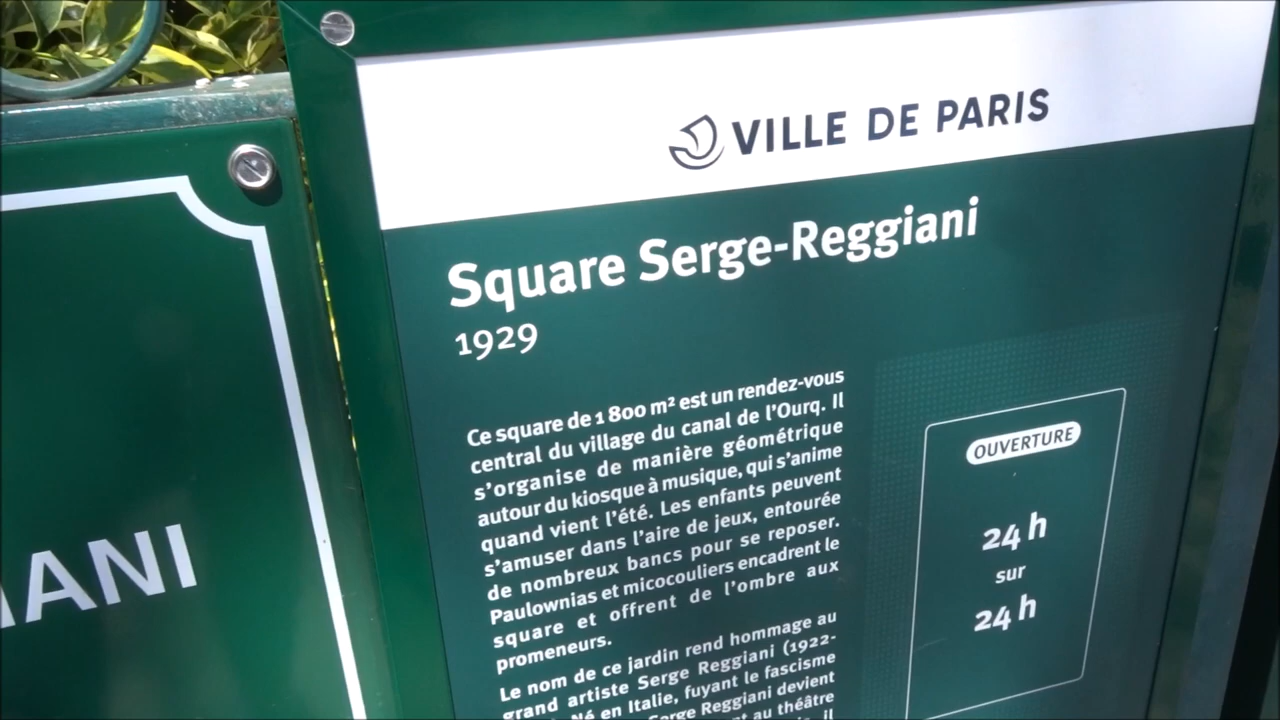 VILLE DE PARIS
Square Serge-Reggiani
1929
Ce square de 1 800 m² est un rendez-vous
central du village du canal de l'Ourq. Il
s'organise de manière géométrique
autour du kiosque à musique, qui s'anime
quand vient l'été. Les enfants peuvent
s'amuser dans l'aire de jeux, entourée
de nombreux bancs pour se reposer.
Paulownias et micocouliers encadrent le
square et offrent de l'ombre aux
promeneurs.
Le nom de ce jardin rend hommage au
grand artiste Serge Reggiani (1922-
Né en Italie, fuyant le fascisme
Serge Reggiani devient
au théâtre
il
OUVERTURE
24 h
sur
24 h
IANI